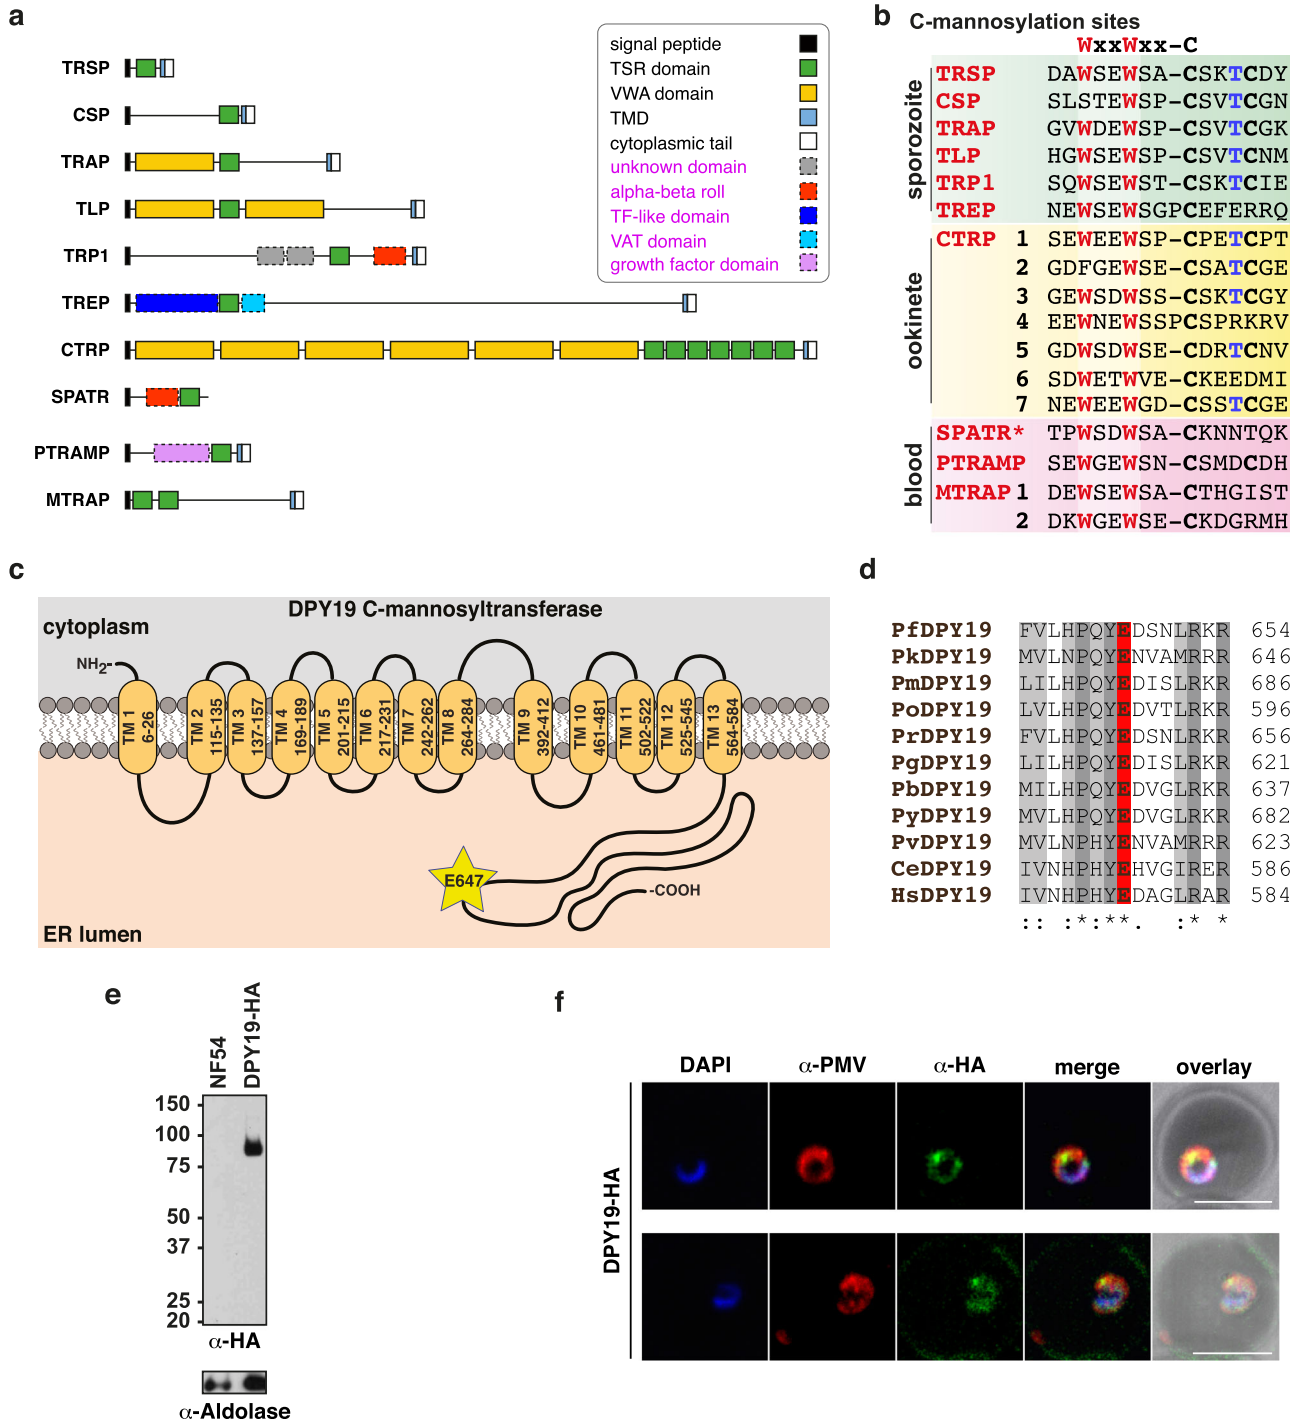 a
TRSP
CSP
TRAP
TLP
TRP1
TREP
CTRP
SPATR
PTRAMP
MTRAP
signal peptide
TSR domain
VWA domain
TMD
cytoplasmic tail
unknown domain
alpha-beta roll
TF-like domain
VAT domain
growth factor domain
b
C-mannosylation sites
WxxWxx-C
sporozoite
TRSP DAWSEWSA-CSKTCDY
CSP SLSTEWSP-CSVTCGN
TRAP GVWDEWSP-CSVTCGK
TLP HGWSEWSP-CSVTCNM
TRP1 SQWSEWST-CSKTCIE
TREP NEWSEWSGPCEFERRQ
ookinete
CTRP 1 SEWEEWSP-CPETCPT
2 GDFGEWSE-CSATCGE
3 GEWSDWSS-CSKTCGY
4 EEWNEWSSPCSPRKRV
5 GDWSDWSE-CDRTCNV
6 SDWETWVE-CKEEDMI
7 NEWEEWGD-CSSTCGE
blood
SPATR* TPWSDWSA-CKNNTQK
PTRAMP SEWGEWSN-CSMDCDH
MTRAP 1 DEWSEWSA-CTHGIST
2 DKWGEWSE-CKDGRMH
c
DPY19 C-mannosyltransferase
cytoplasm
NH2-
TM 1 6-26
TM 2 115-135
TM 3 137-157
TM 4 169-189
TM 5 201-215
TM 6 217-231
TM 7 242-262
TM 8 264-284
TM 9 392-412
TM 10 461-481
TM 11 502-522
TM 12 525-545
TM 13 564-584
E647
-COOH
ER lumen
d
PfDPY19 FVLHPQYEDSNLRKR 654
PkDPY19 MVLNPQYENVAMRRR 646
PmDPY19 LILHPQYEDISLRKR 686
PoDPY19 LVLHPQYEDVTLRKR 596
PrDPY19 FVLHPQYEDSNLRKR 656
PgDPY19 LILHPQYEDISLRKR 621
PbDPY19 MILHPQYEDVGLRKR 637
PyDPY19 MVLHPQYEDVGLRKR 682
PvDPY19 MVLNPHYENVAMRRR 623
CeDPY19 IVNHPHYEHVGIRER 586
HsDPY19 IVNHPHYEDAGLRAR 584
:: :*:**. :* *
e
NF54
DPY19-HA
150
100
75
50
37
25
20
α-HA
α-Aldolase
f
DAPI α-PMV α-HA merge overlay
DPY19-HA